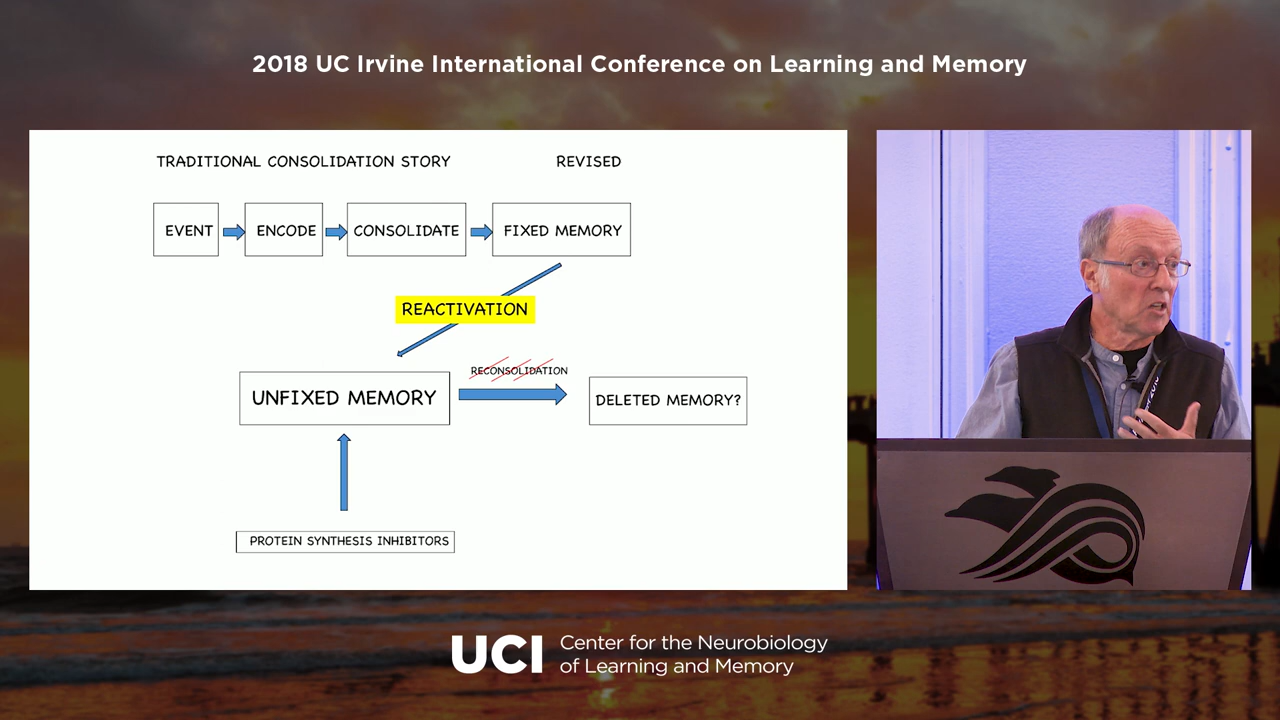 2018 UC Irvine International Conference on Learning and Memory
TRADITIONAL CONSOLIDATION STORY
REVISED
EVENT
ENCODE
CONSOLIDATE
FIXED MEMORY
REACTIVATION
RECONSOLIDATION
UNFIXED MEMORY
DELETED MEMORY?
PROTEIN SYNTHESIS INHIBITORS
UCI
Center for the Neurobiology
of Learning and Memory